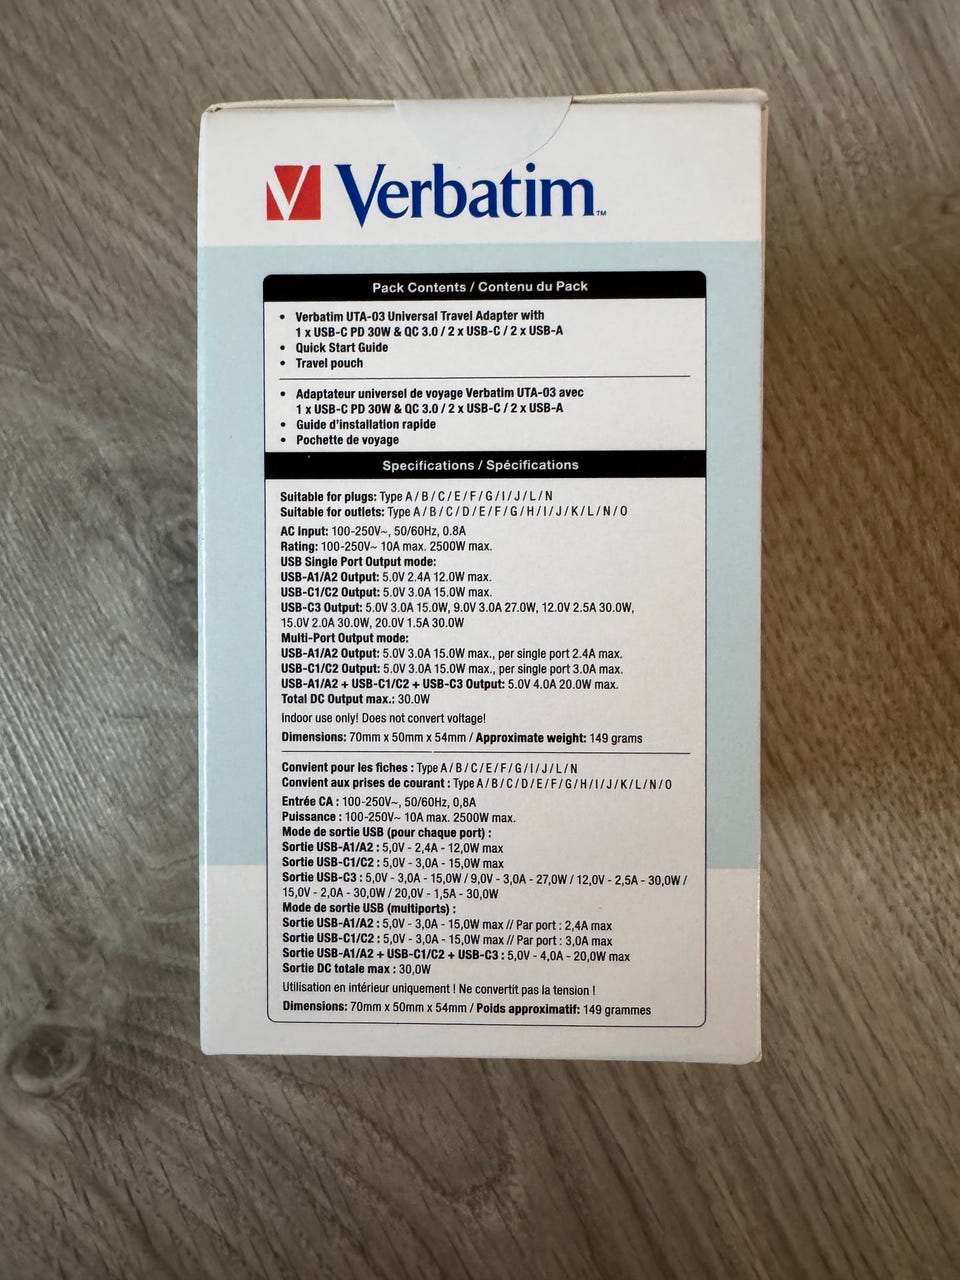 Verbatim™
Pack Contents / Contenu du Pack
• Verbatim UTA-03 Universal Travel Adapter with
1 x USB-C PD 30W & QC 3.0 / 2 x USB-C / 2 x USB-A
• Quick Start Guide
• Travel pouch
• Adaptateur universel de voyage Verbatim UTA-03 avec
1 x USB-C PD 30W & QC 3.0 / 2 x USB-C / 2 x USB-A
• Guide d'installation rapide
• Pochette de voyage
Specifications / Spécifications
Suitable for plugs: Type A / B / C / E / F / G / I / J / L / N
Suitable for outlets: Type A / B / C / D / E / F / G / H / I / J / K / L / N / O
AC Input: 100-250V~, 50/60Hz, 0.8A
Rating: 100-250V~ 10A max. 2500W max.
USB Single Port Output mode:
USB-A1/A2 Output: 5.0V 2.4A 12.0W max.
USB-C1/C2 Output: 5.0V 3.0A 15.0W max.
USB-C3 Output: 5.0V 3.0A 15.0W, 9.0V 3.0A 27.0W, 12.0V 2.5A 30.0W,
15.0V 2.0A 30.0W, 20.0V 1.5A 30.0W
Multi-Port Output mode:
USB-A1/A2 Output: 5.0V 3.0A 15.0W max., per single port 2.4A max.
USB-C1/C2 Output: 5.0V 3.0A 15.0W max., per single port 3.0A max.
USB-A1/A2 + USB-C1/C2 + USB-C3 Output: 5.0V 4.0A 20.0W max.
Total DC Output max.: 30.0W
Indoor use only! Does not convert voltage!
Dimensions: 70mm x 50mm x 54mm / Approximate weight: 149 grams
Convient pour les fiches : Type A / B / C / E / F / G / I / J / L / N
Convient aux prises de courant : Type A / B / C / D / E / F / G / H / I / J / K / L / N / O
Entrée CA : 100-250V~, 50/60Hz, 0,8A
Puissance : 100-250V~ 10A max. 2500W max.
Mode de sortie USB (pour chaque port) :
Sortie USB-A1/A2 : 5,0V - 2,4A - 12,0W max
Sortie USB-C1/C2 : 5,0V - 3,0A - 15,0W max
Sortie USB-C3 : 5,0V - 3,0A - 15,0W / 9,0V - 3,0A - 27,0W / 12,0V - 2,5A - 30,0W /
15,0V - 2,0A - 30,0W / 20,0V - 1,5A - 30,0W
Mode de sortie USB (multiports) :
Sortie USB-A1/A2 : 5,0V - 3,0A - 15,0W max // Par port : 2,4A max
Sortie USB-C1/C2 : 5,0V - 3,0A - 15,0W max // Par port : 3,0A max
Sortie USB-A1/A2 + USB-C1/C2 + USB-C3 : 5,0V - 4,0A - 20,0W max
Sortie DC totale max : 30,0W
Utilisation en intérieur uniquement ! Ne convertit pas la tension !
Dimensions: 70mm x 50mm x 54mm / Poids approximatif: 149 grammes